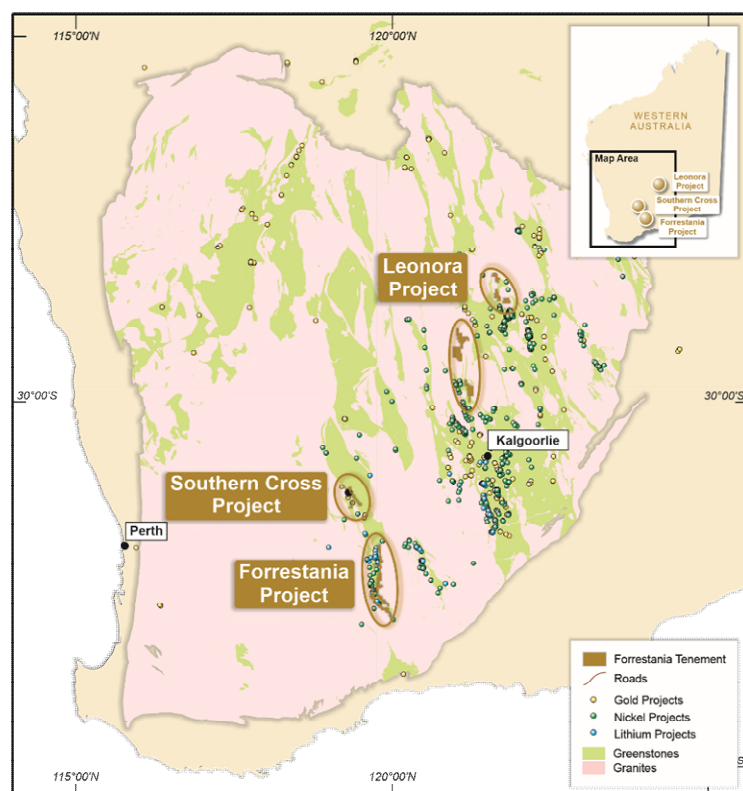 115°00'N
120°00'N
WESTERN
AUSTRALIA
Map Area
Leonora
Project
Southern Cross
Project
Forrestania
Project
Leonora
Project
30°00'S
30°00'S
Kalgoorlie
Southern Cross
Project
Perth
Forrestania
Project
Forrestania Tenement
Roads
Gold Projects
Nickel Projects
Lithium Projects
Greenstones
Granites
115°00'N
120°00'N